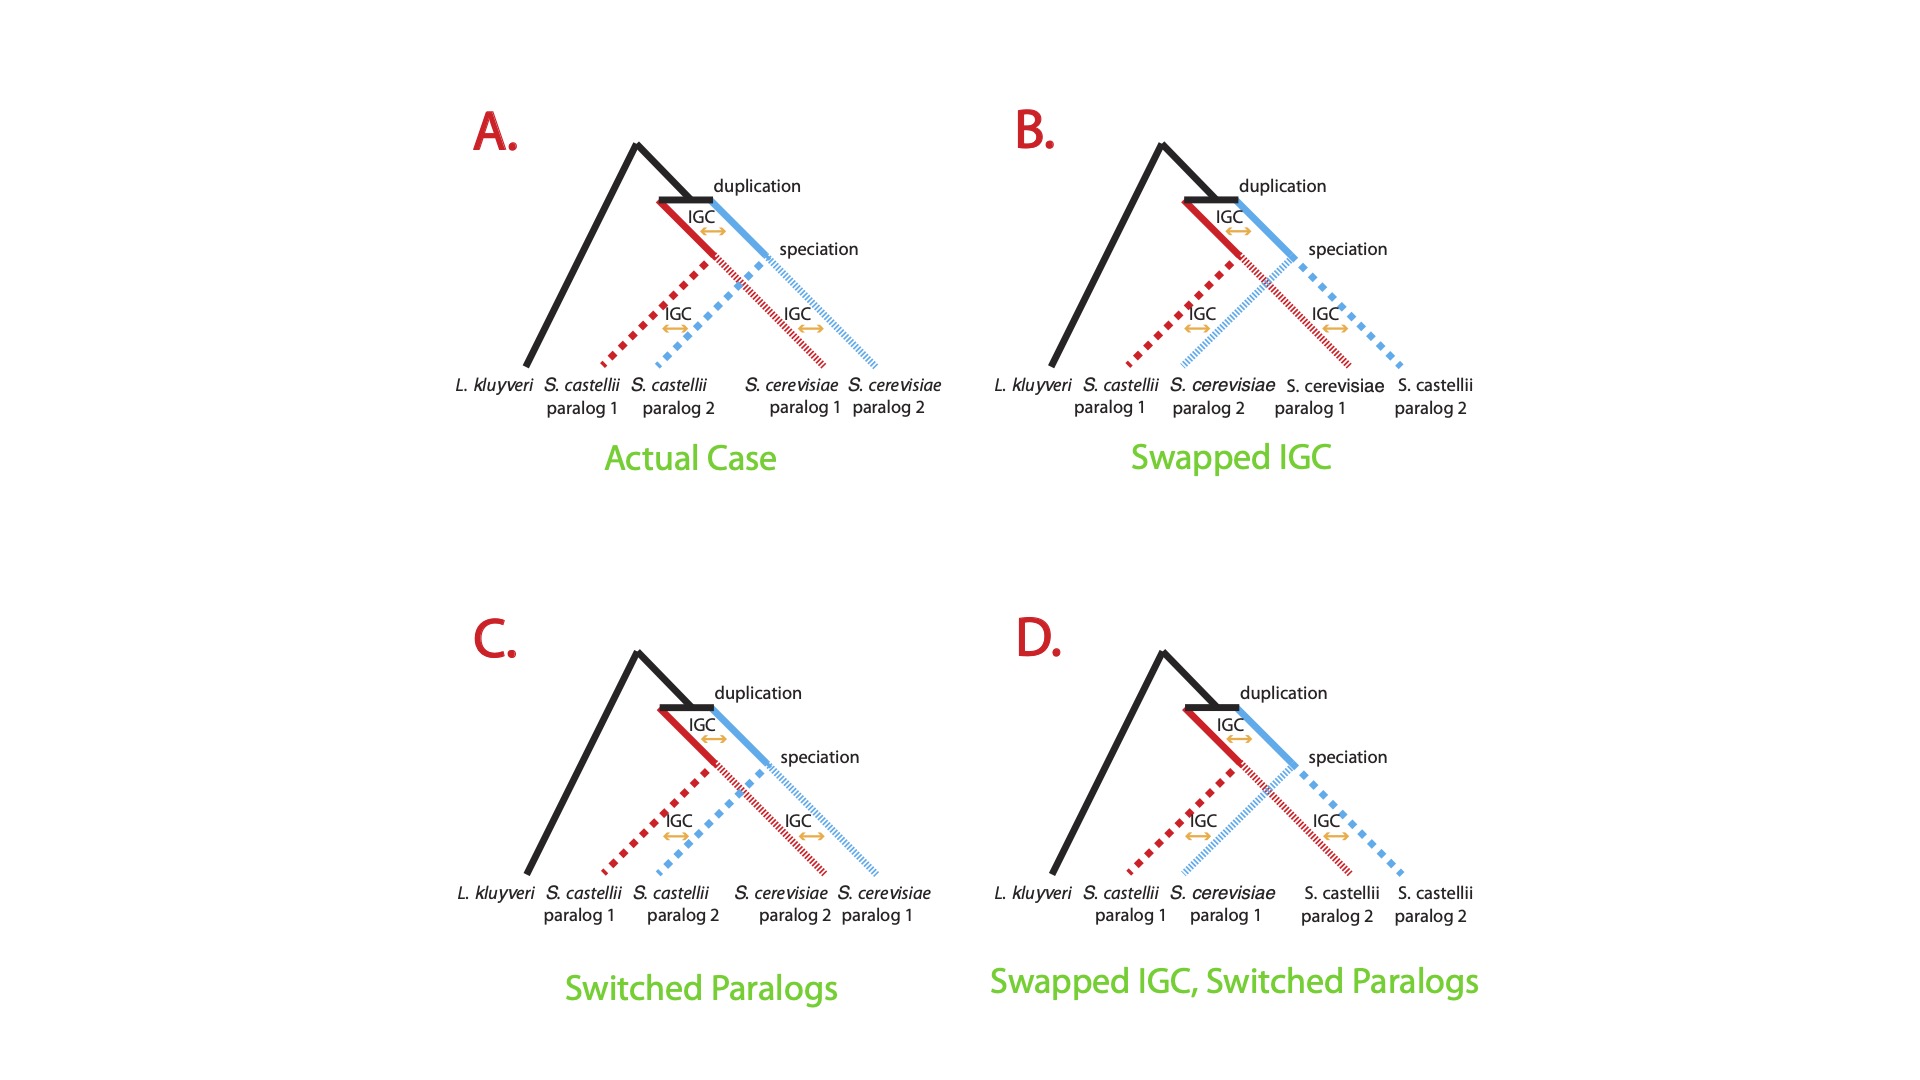 A.
duplication
IGC
speciation
IGC
IGC
L. kluyveri S. castellii S. castellii S. cerevisiae S. cerevisiae
paralog 1 paralog 2 paralog 1 paralog 2
Actual Case
B.
duplication
IGC
speciation
IGC
IGC
L. kluyveri S. castellii S. cerevisiae S. cerevisiae S. castellii
paralog 1 paralog 2 paralog 1 paralog 2
Swapped IGC
C.
duplication
IGC
speciation
IGC
IGC
L. kluyveri S. castellii S. castellii S. cerevisiae S. cerevisiae
paralog 1 paralog 2 paralog 2 paralog 1
Switched Paralogs
D.
duplication
IGC
speciation
IGC
IGC
L. kluyveri S. castellii S. cerevisiae S. castellii S. castellii
paralog 1 paralog 1 paralog 2 paralog 2
Swapped IGC, Switched Paralogs